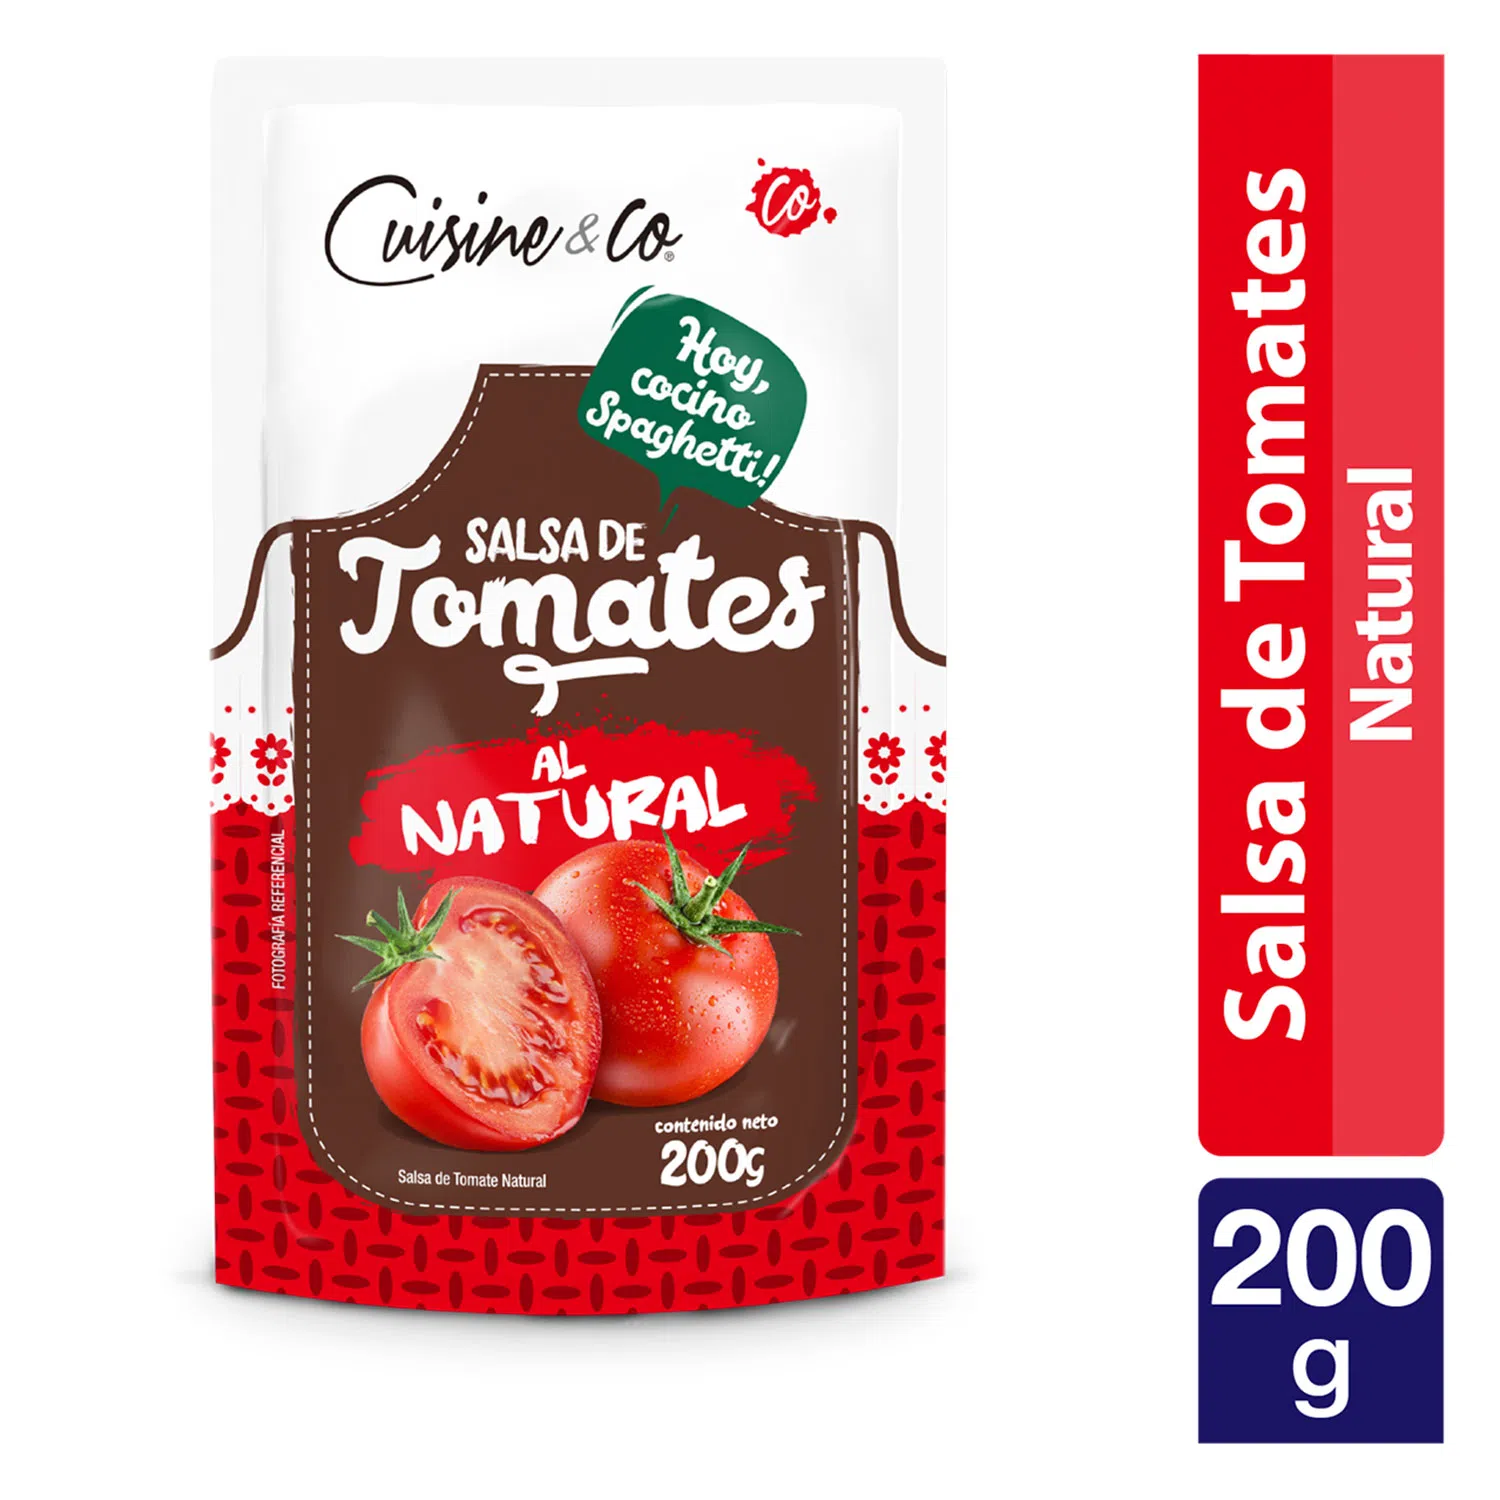 Cuisine & Co®
Co
Hoy,
cocino
Spaghetti!
SALSA DE
Tomates
AL
NATURAL
FOTOGRAFÍA REFERENCIAL
contenido neto
200g
Salsa de Tomate Natural
Salsa de Tomates
Natural
200
g